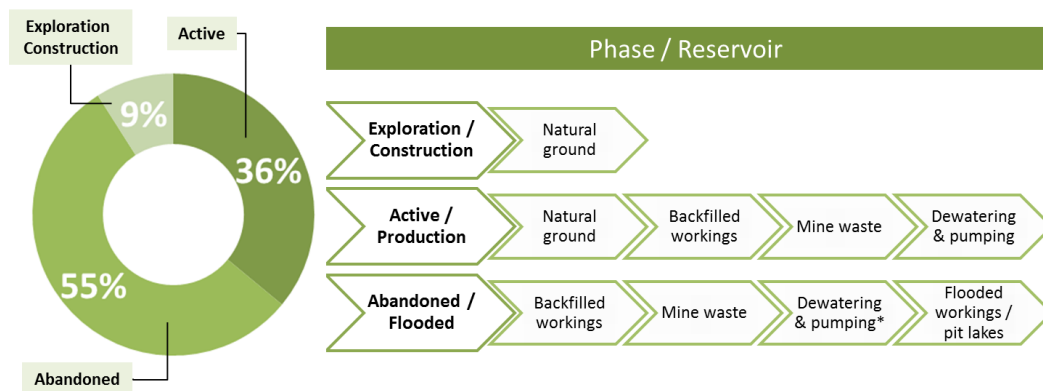 Exploration
Construction
Active
9%
36%
55%
Abandoned
Phase / Reservoir
Exploration /
Construction
Natural
ground
Active /
Production
Natural
ground
Backfilled
workings
Mine waste
Dewatering
& pumping
Abandoned /
Flooded
Backfilled
workings
Mine waste
Dewatering
& pumping*
Flooded
workings /
pit lakes